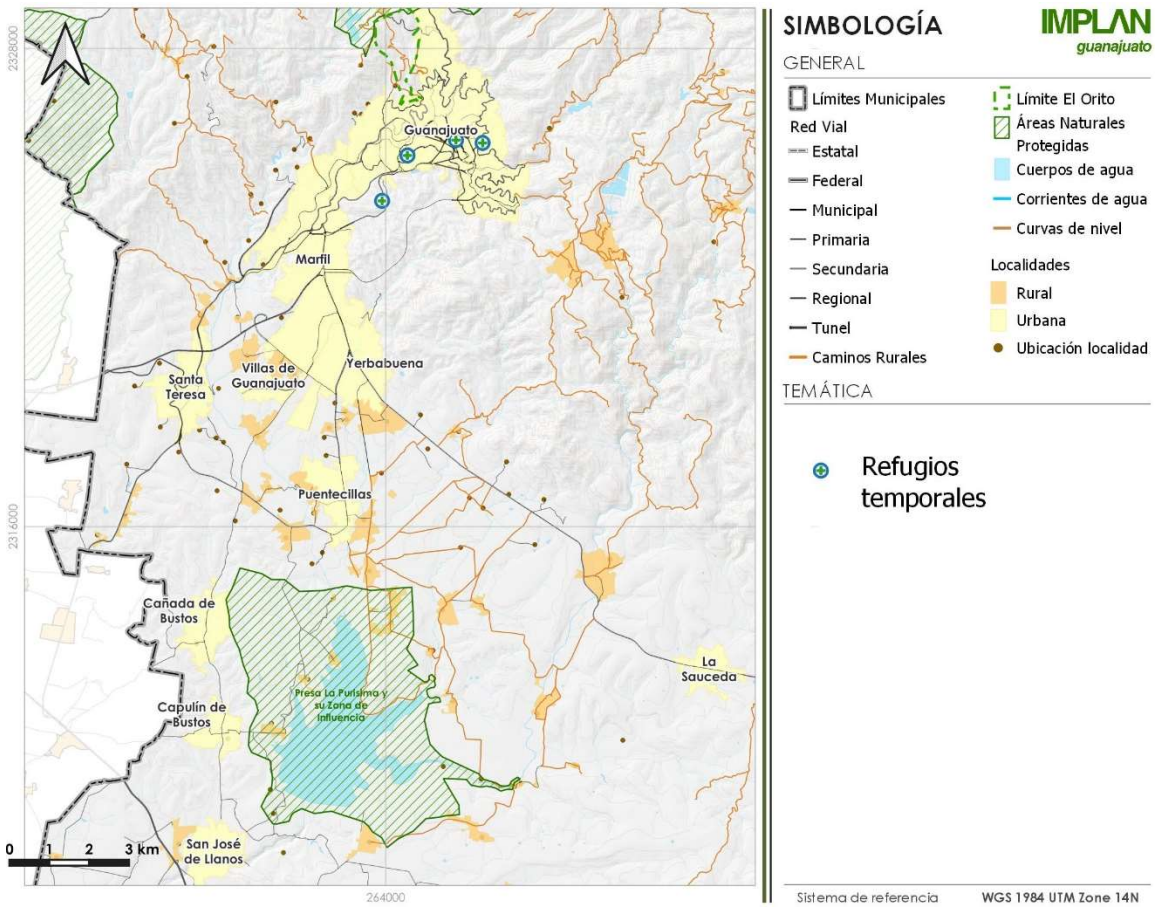 2328000
2316000
264000
Guanajuato
Marfil
Santa
Teresa
Villas de
Guanajuato
Yerbabuena
Puentecillas
Cañada de
Bustos
Presa La Purísima y
su Zona de
Influencia
Capulín de
Bustos
La
Sauceda
San José
de Llanos
0 1 2 3 km
SIMBOLOGÍA
IMPLAN
guanajuato
GENERAL
Límites Municipales
Red Vial
Estatal
Federal
Municipal
Primaria
Secundaria
Regional
Tunel
Caminos Rurales
Límite El Orito
Áreas Naturales
Protegidas
Cuerpos de agua
Corrientes de agua
Curvas de nivel
Localidades
Rural
Urbana
Ubicación localidad
TEMÁTICA
Refugios
temporales
Sistema de referencia WGS 1984 UTM Zone 14N